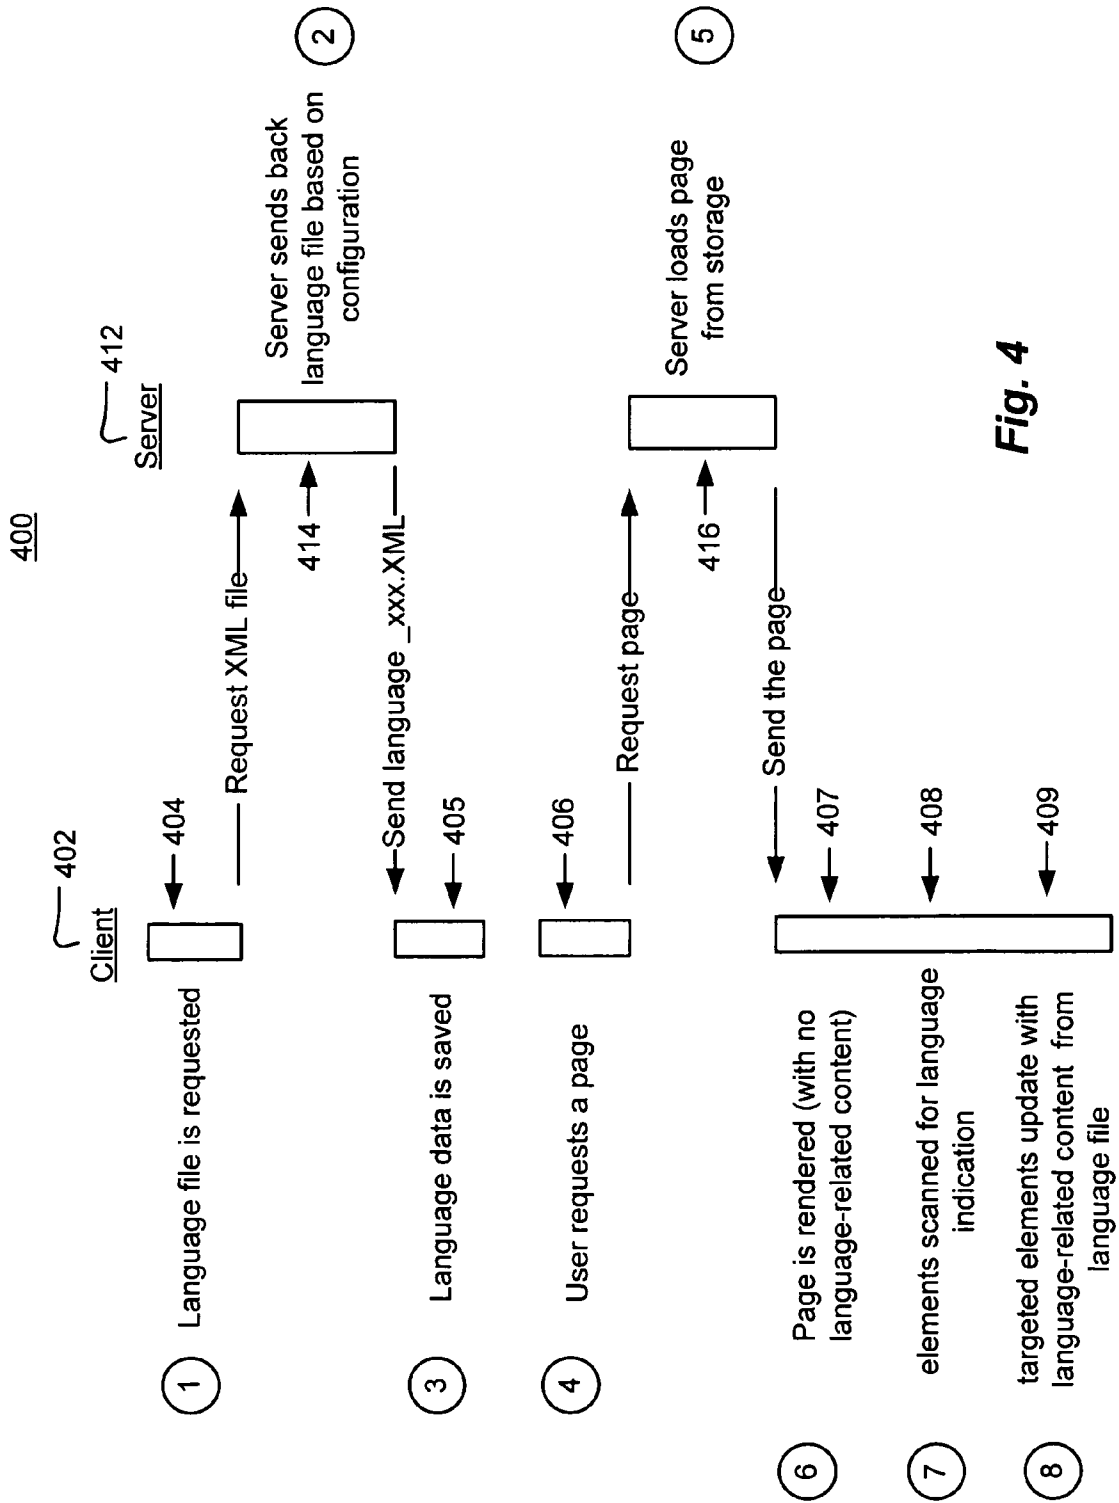 400
402
Client
412
Server
1
Language file is requested
404
Request XML file
414
Server sends back
language file based on
configuration
2
Send language _xxx.XML
3
Language data is saved
405
4
User requests a page
406
Request page
416
Server loads page
from storage
5
Send the page
6
Page is rendered (with no
language-related content)
407
7
elements scanned for language
indication
408
8
targeted elements update with
language-related content from
language file
409
Fig. 4